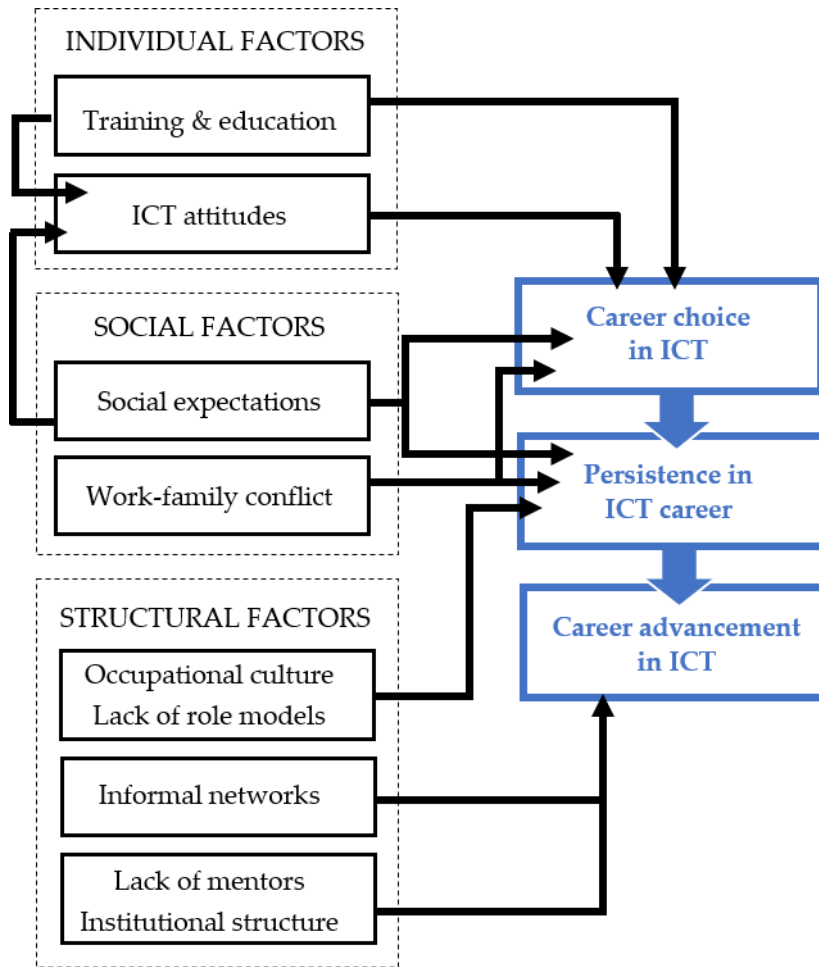 INDIVIDUAL FACTORS
Training & education
ICT attitudes
SOCIAL FACTORS
Social expectations
Work-family conflict
STRUCTURAL FACTORS
Occupational culture
Lack of role models
Informal networks
Lack of mentors
Institutional structure
Career choice
in ICT
Persistence in
ICT career
Career advancement
in ICT